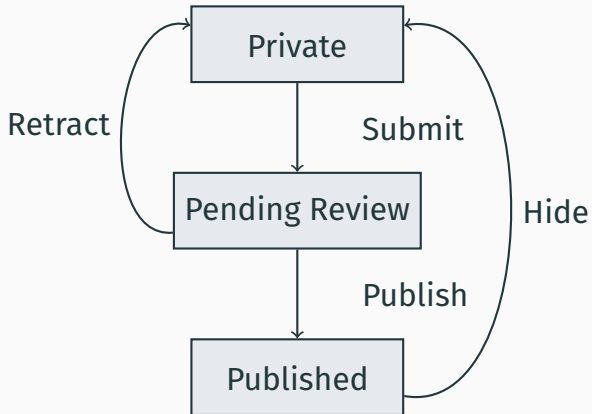 Private
Retract
Submit
Pending Review
Hide
Publish
Published